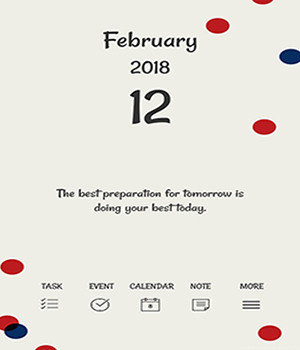 February
2018
12
The best preparation for tomorrow is
doing your best today.
TASK EVENT CALENDAR NOTE MORE